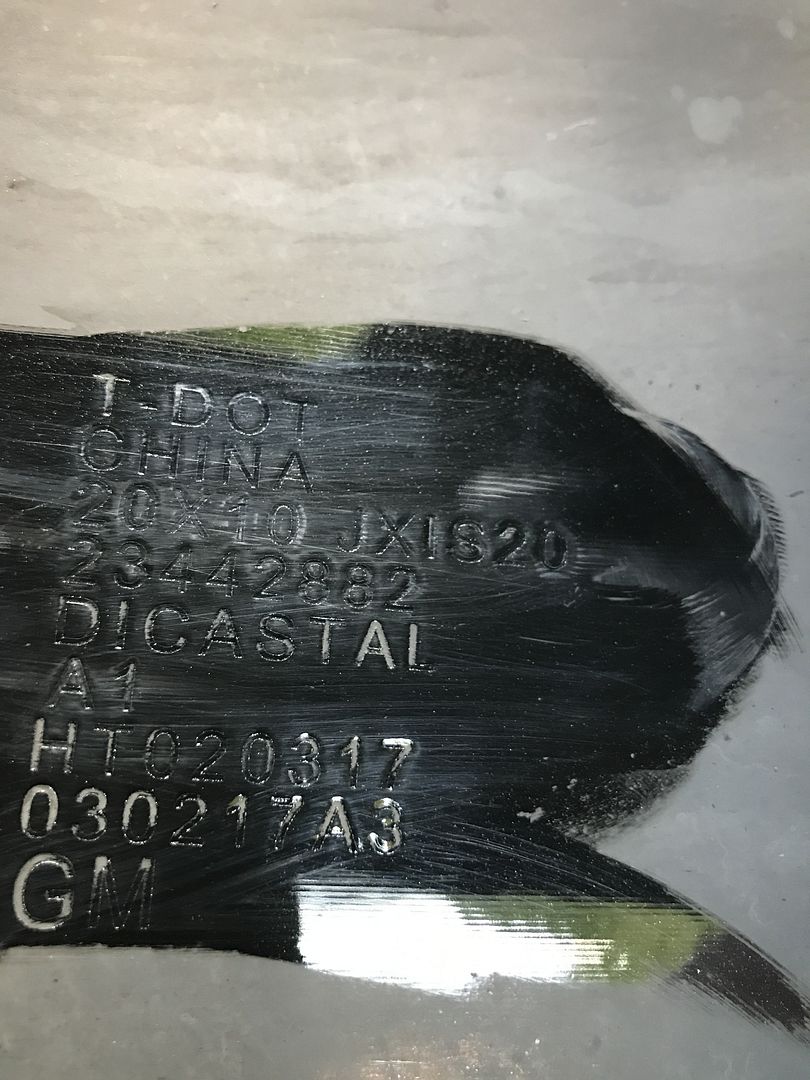 T-DOT
CHINA
20X10 JXIS20
23442882
DICASTAL
A1
HT020317
030217A3
GM